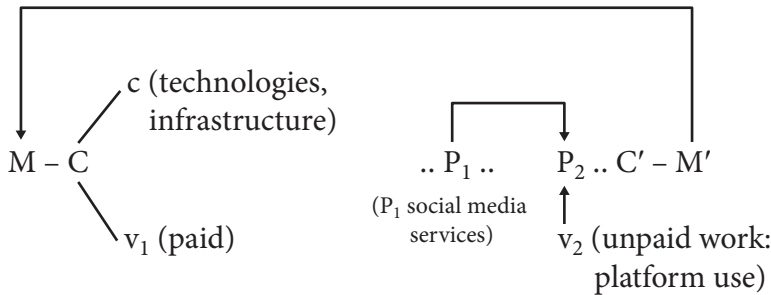 c (technologies,
infrastructure)
M – C
.. P₁ ..
P₂ .. C′ – M′
(P₁ social media
services)
v₁ (paid)
v₂ (unpaid work:
platform use)